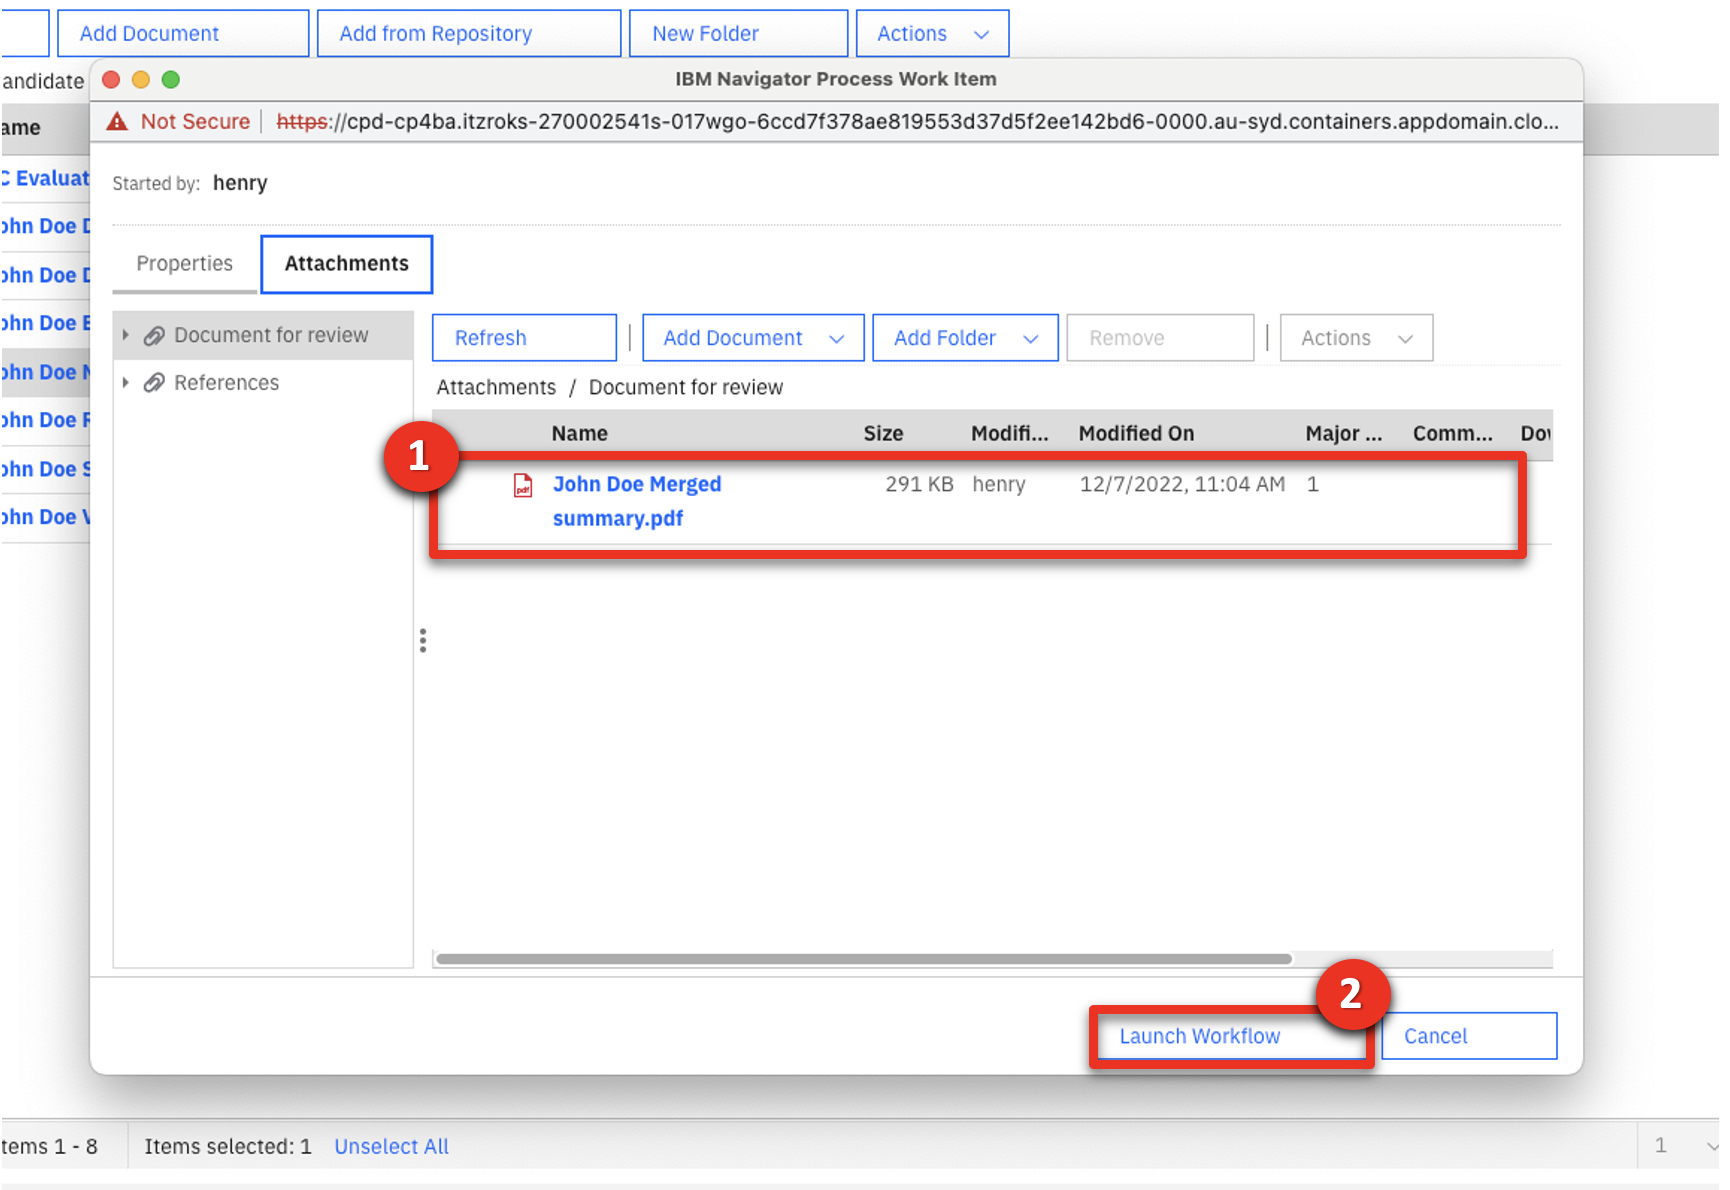 Add Document Add from Repository New Folder Actions
andidate
IBM Navigator Process Work Item
ame
Not Secure https://cpd-cp4ba.itzroks-270002541s-017wgo-6ccd7f378ae819553d37d5f2ee142bd6-0000.au-syd.containers.appdomain.clo...
C Evaluat
ohn Doe D
ohn Doe D
ohn Doe E
ohn Doe M
ohn Doe R
ohn Doe S
ohn Doe V
Started by: henry
Properties Attachments
Document for review
References
Refresh Add Document Add Folder Remove Actions
Attachments / Document for review
Name Size Modifi... Modified On Major ... Comm... Dov
1
John Doe Merged 291 KB henry 12/7/2022, 11:04 AM 1
summary.pdf
2
Launch Workflow Cancel
tems 1 - 8 Items selected: 1 Unselect All 1